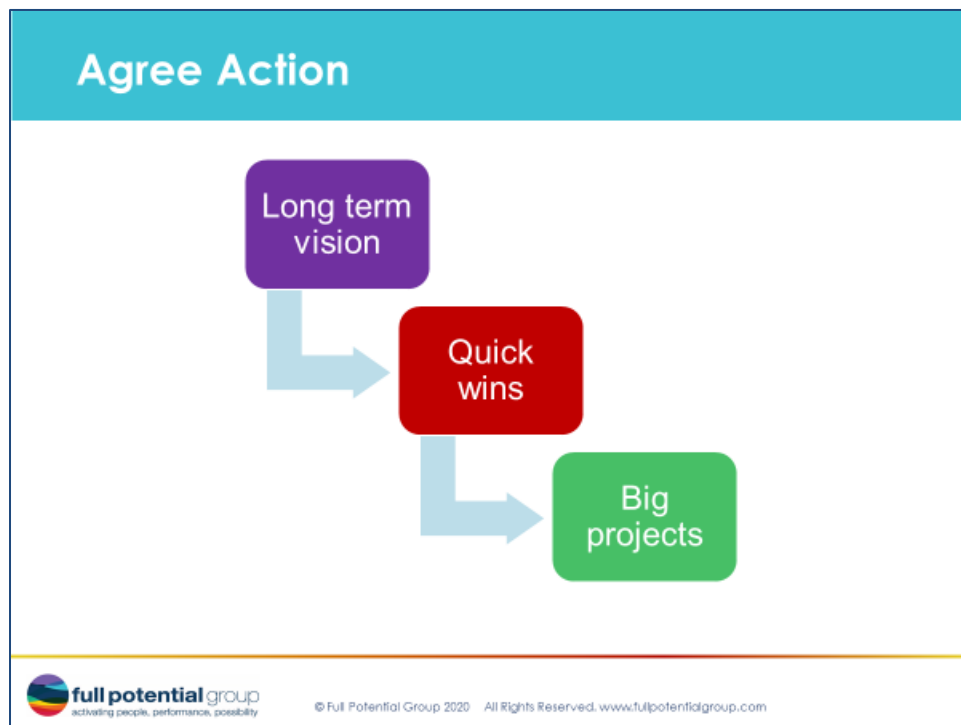 Agree Action
Long term
vision
Quick
wins
Big
projects
full potential group
activating people, performance, possibility
© Full Potential Group 2020 All Rights Reserved. www.fullpotentialgroup.com